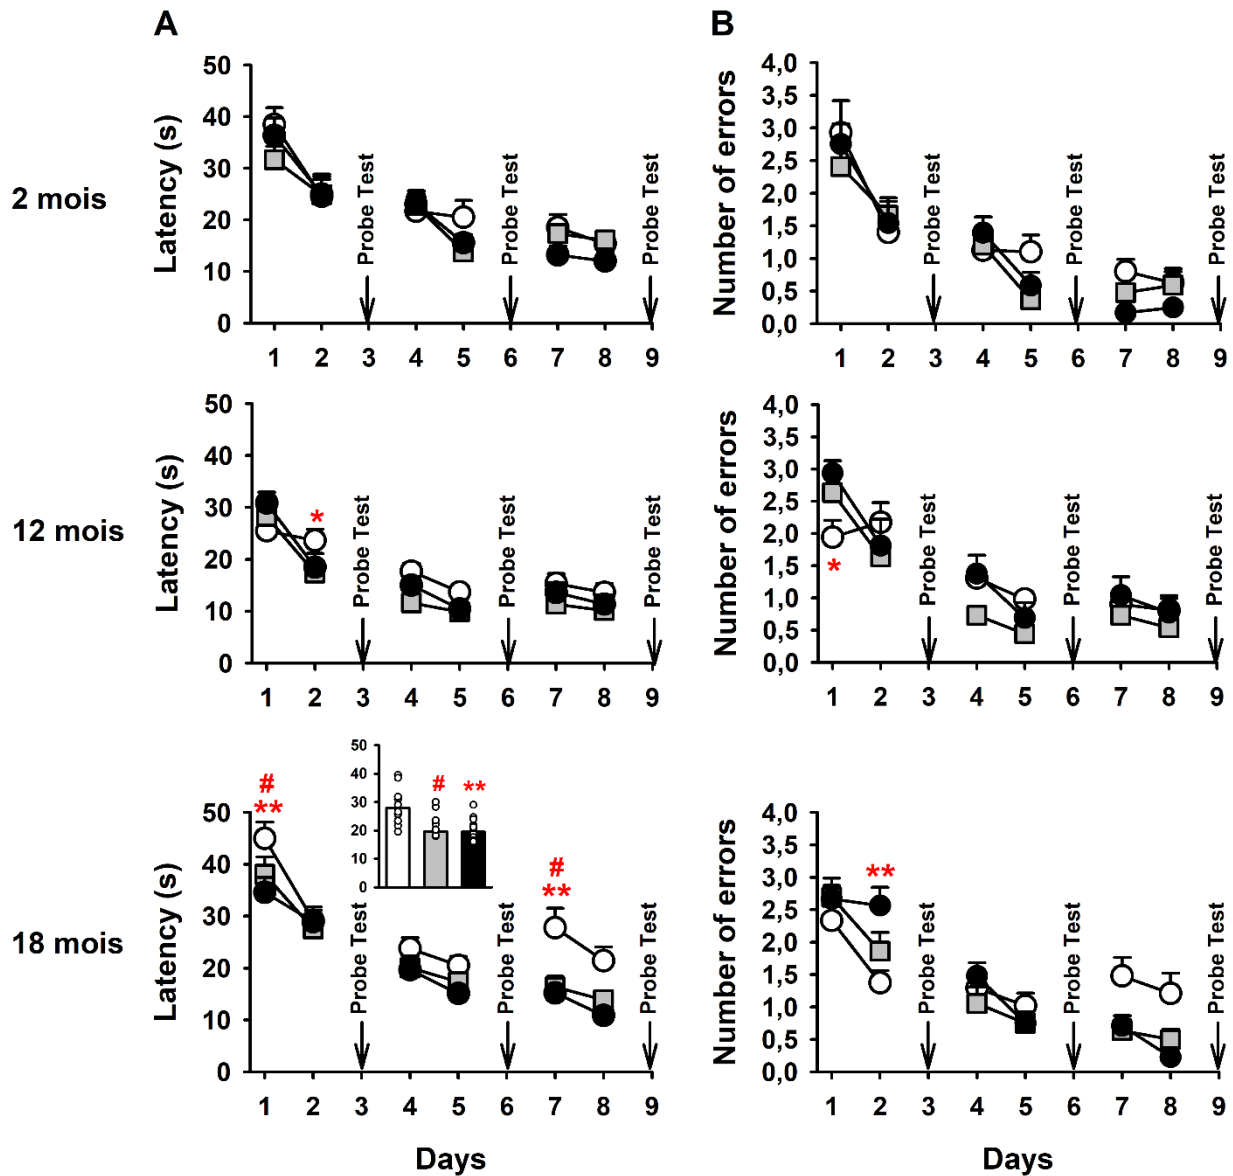 A
B
2 mois
Latency (s)
50
40
30
20
10
0
Probe Test
Probe Test
1 2 3 4 5 6 7 8 9
Number of errors
4,0
3,5
3,0
2,5
2,0
1,5
1,0
0,5
0,0
Probe Test
Probe Test
1 2 3 4 5 6 7 8 9
12 mois
Latency (s)
50
40
30
20
10
0
*
Probe Test
Probe Test
Probe Test
1 2 3 4 5 6 7 8 9
Number of errors
4,0
3,5
3,0
2,5
2,0
1,5
1,0
0,5
0,0
*
Probe Test
Probe Test
Probe Test
1 2 3 4 5 6 7 8 9
18 mois
Latency (s)
50
40
30
20
10
0
#
**
50
40
30
20
10
0
#
**
#
**
Probe Test
Probe Test
Probe Test
1 2 3 4 5 6 7 8 9
Days
Number of errors
4,0
3,5
3,0
2,5
2,0
1,5
1,0
0,5
0,0
**
Probe Test
Probe Test
Probe Test
1 2 3 4 5 6 7 8 9
Days